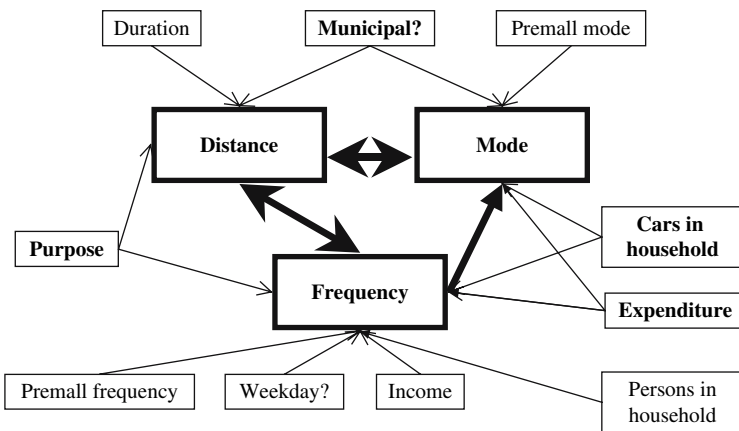 Duration
Municipal?
Premall mode
Distance
Mode
Purpose
Cars in
household
Frequency
Expenditure
Premall frequency
Weekday?
Income
Persons in
household